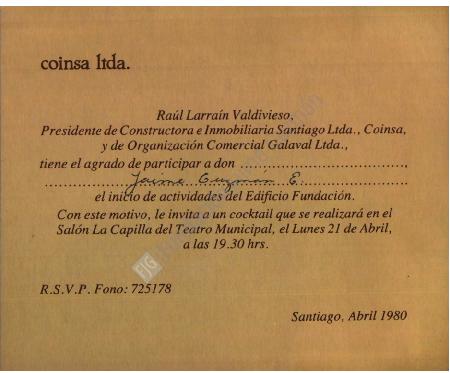 coinsa ltda.
Raúl Larraín Valdivieso,
Presidente de Constructora e Inmobiliaria Santiago Ltda., Coinsa,
y de Organización Comercial Galaval Ltda.,
tiene el agrado de participar a don ..............................................,
.................. Jaime Guzmán E. ..................
el inicio de actividades del Edificio Fundación.
Con este motivo, le invita a un cocktail que se realizará en el
Salón La Capilla del Teatro Municipal, el Lunes 21 de Abril,
a las 19.30 hrs.
R.S.V.P. Fono: 725178
Santiago, Abril 1980